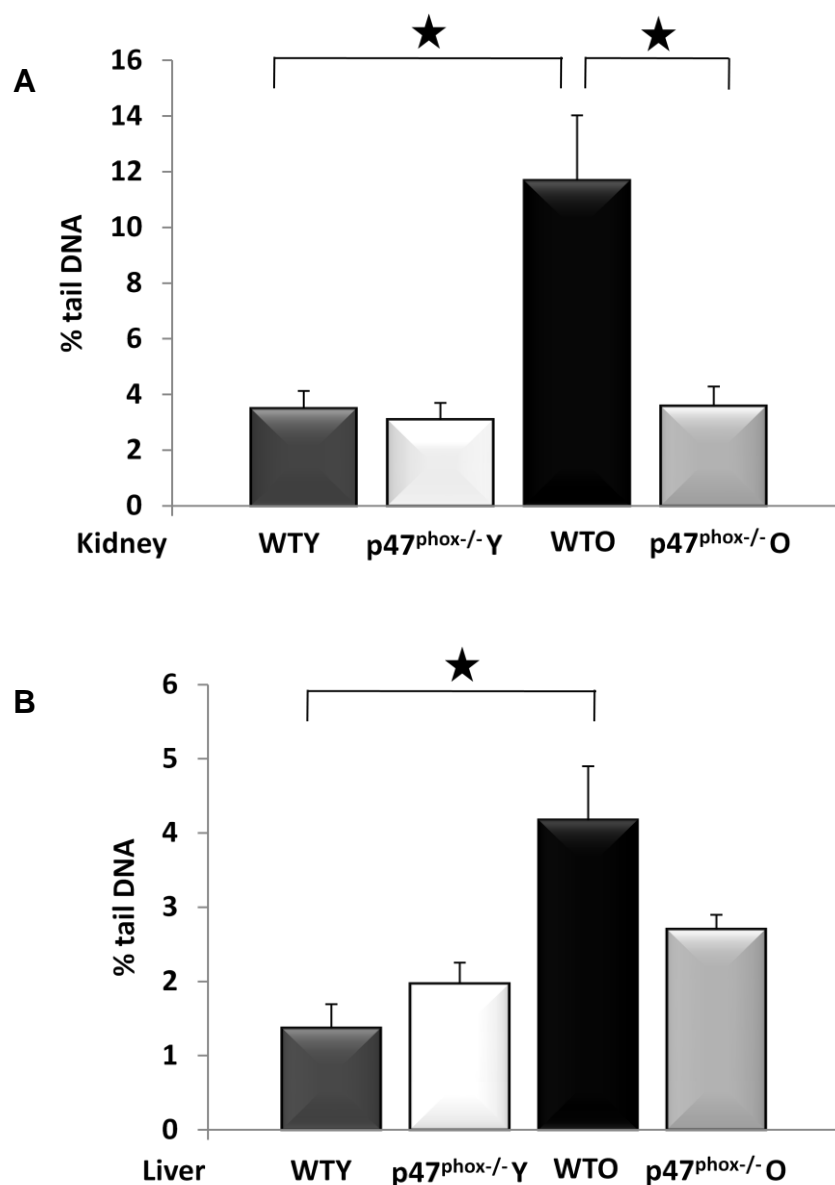 A
% tail DNA
16
14
12
10
8
6
4
2
0
Kidney WTY p47phox-/- Y WTO p47phox-/- O
B
% tail DNA
6
5
4
3
2
1
0
Liver WTY p47phox-/- Y WTO p47phox-/- O